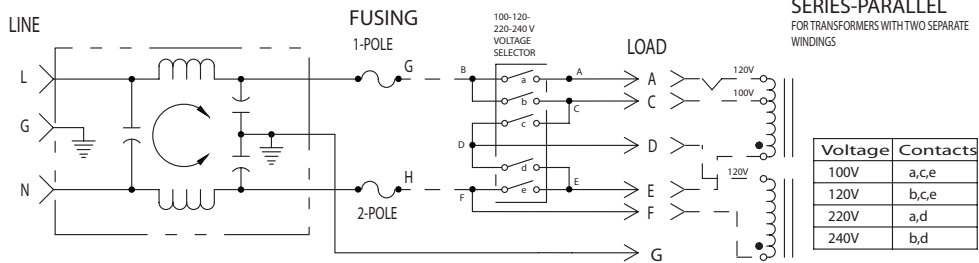 SERIES-PARALLEL
FOR TRANSFORMERS WITH TWO SEPARATE
WINDINGS
LINE
FUSING
1-POLE
100-120-
220-240 V
VOLTAGE
SELECTOR
LOAD
L
G
B
a
A
A
120V
b
C
C
100V
G
c
D
D
120V
N
H
d
E
E
2-POLE
F
e
F
G
Voltage Contacts
100V a,c,e
120V b,c,e
220V a,d
240V b,d